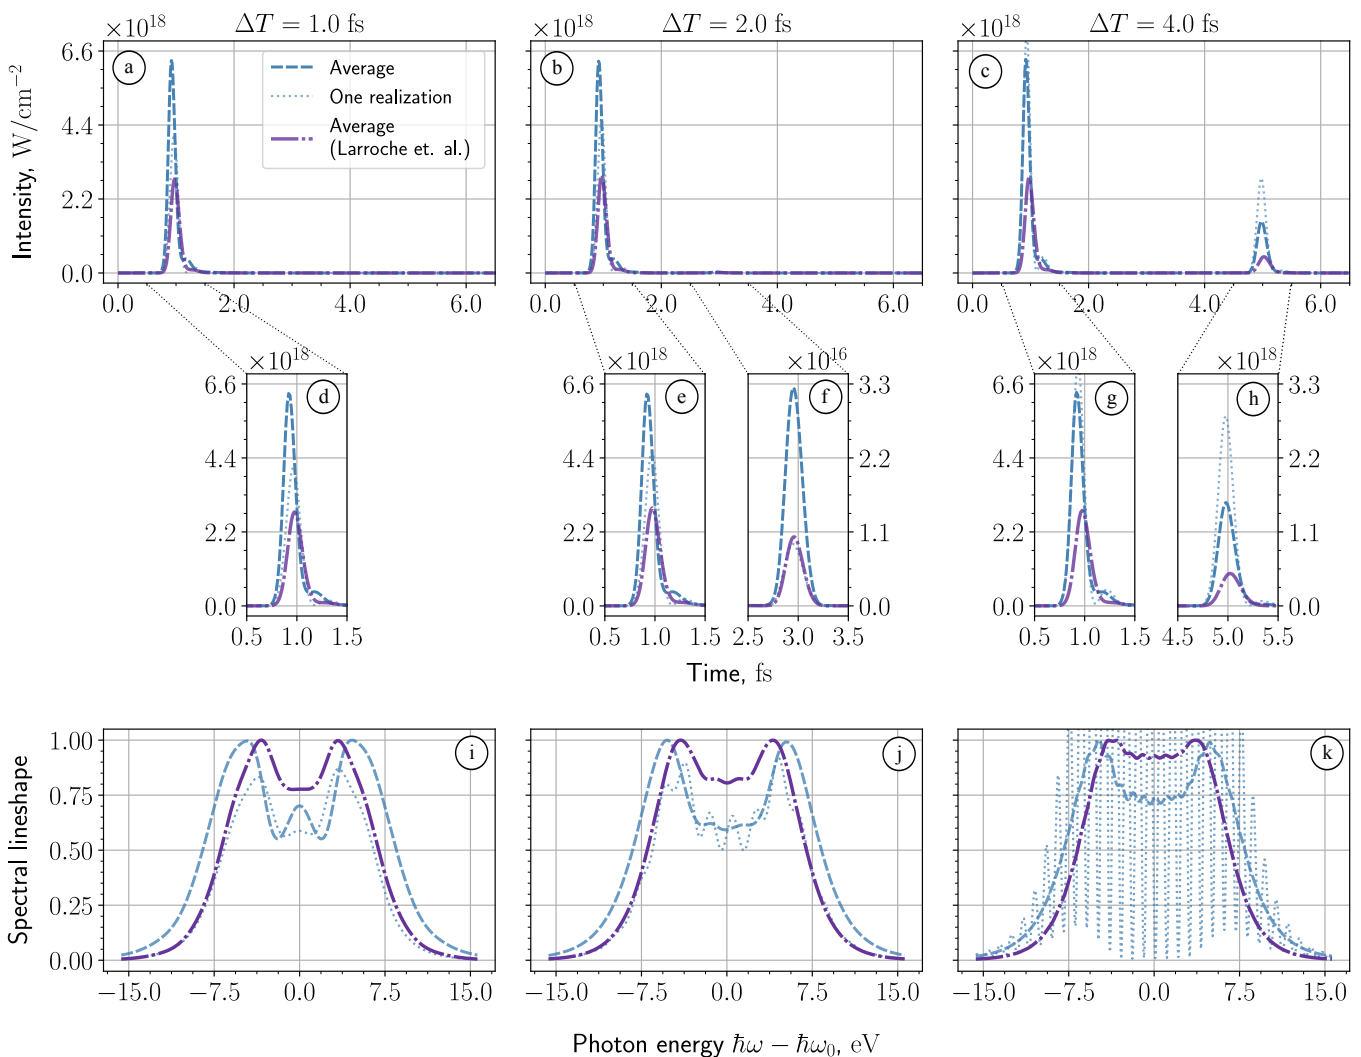 ×10^18 ΔT = 1.0 fs ×10^18 ΔT = 2.0 fs ×10^18 ΔT = 4.0 fs
Intensity, W/cm^−2
6.6
4.4
2.2
0.0
a
Average
One realization
Average
(Larroche et. al.)
b
c
0.0 2.0 4.0 6.0 0.0 2.0 4.0 6.0 0.0 2.0 4.0 6.0
×10^18 ×10^18 ×10^16 ×10^18 ×10^18
6.6 d 6.6 e f 3.3 6.6 g h 3.3
4.4 4.4 2.2 4.4 2.2
2.2 2.2 1.1 2.2 1.1
0.0 0.0 0.0 0.0 0.0
0.5 1.0 1.5 0.5 1.0 1.5 2.5 3.0 3.5 0.5 1.0 1.5 4.5 5.0 5.5
Time, fs
Spectral lineshape
1.00 i j k
0.75
0.50
0.25
0.00
−15.0 −7.5 0.0 7.5 15.0 −15.0 −7.5 0.0 7.5 15.0 −15.0 −7.5 0.0 7.5 15.0
Photon energy ℏω − ℏω₀, eV